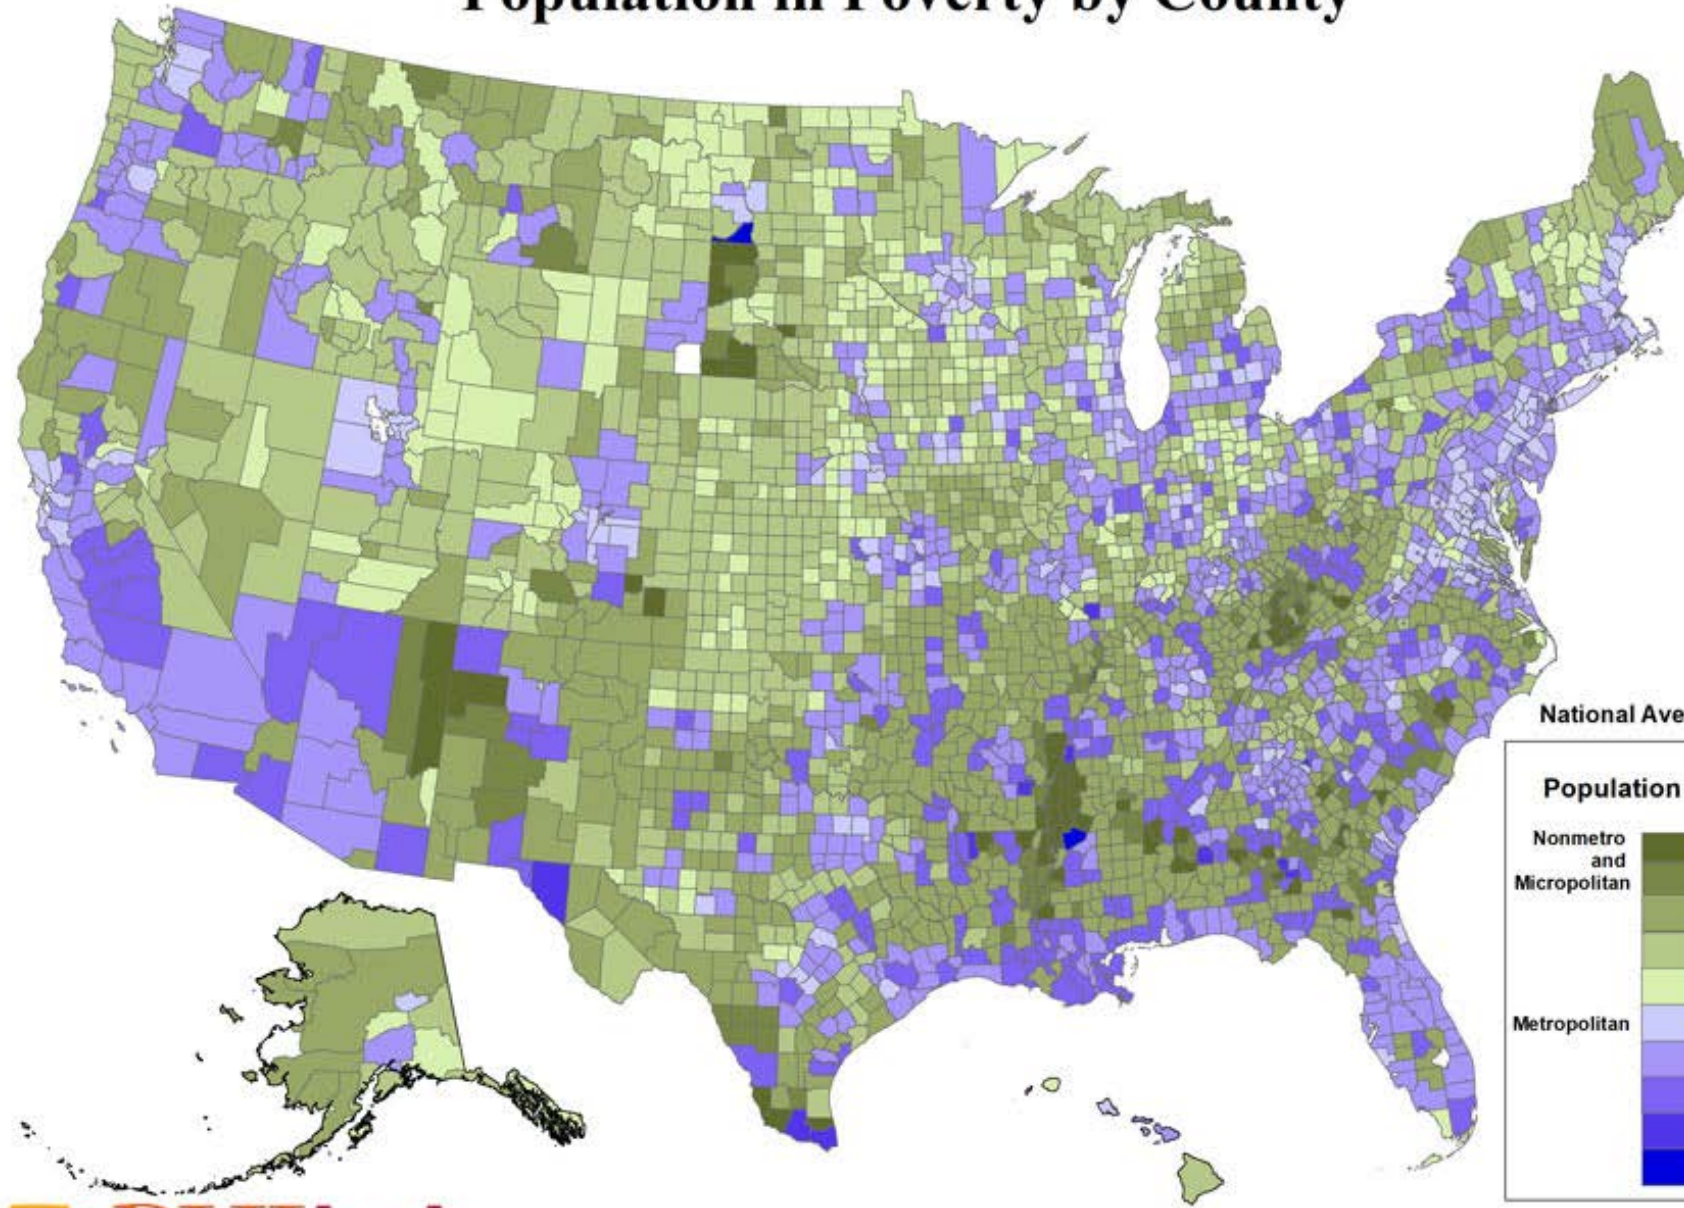 Population in Poverty by County
National Ave
Population
Nonmetro
and
Micropolitan
Metropolitan